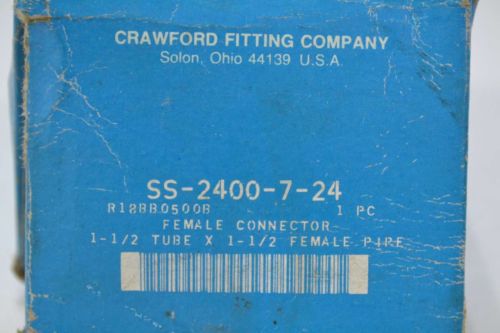 CRAWFORD FITTING COMPANY
Solon, Ohio 44139 U.S.A.
SS-2400-7-24
R18BB0500B 1 PC
FEMALE CONNECTOR
1-1/2 TUBE X 1-1/2 FEMALE PIPE